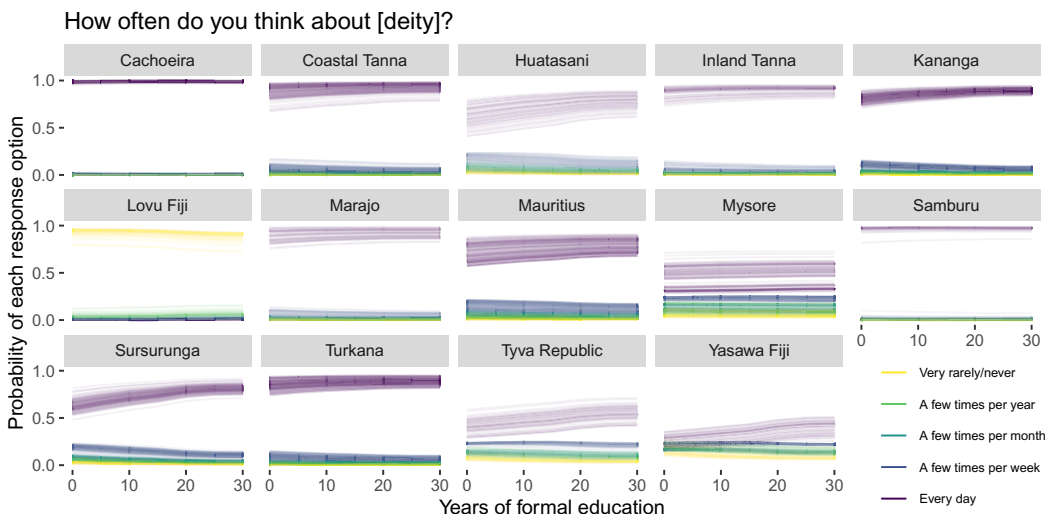 How often do you think about [deity]?
Cachoeira Coastal Tanna Huatasani Inland Tanna Kananga
1.0
0.5
0.0
Lovu Fiji Marajo Mauritius Mysore Samburu
1.0
0.5
0.0
0 10 20 30
Sursurunga Turkana Tyva Republic Yasawa Fiji
1.0
0.5
0.0
0 10 20 30 0 10 20 30 0 10 20 30 0 10 20 30
Probability of each response option
Years of formal education
Very rarely/never
A few times per year
A few times per month
A few times per week
Every day